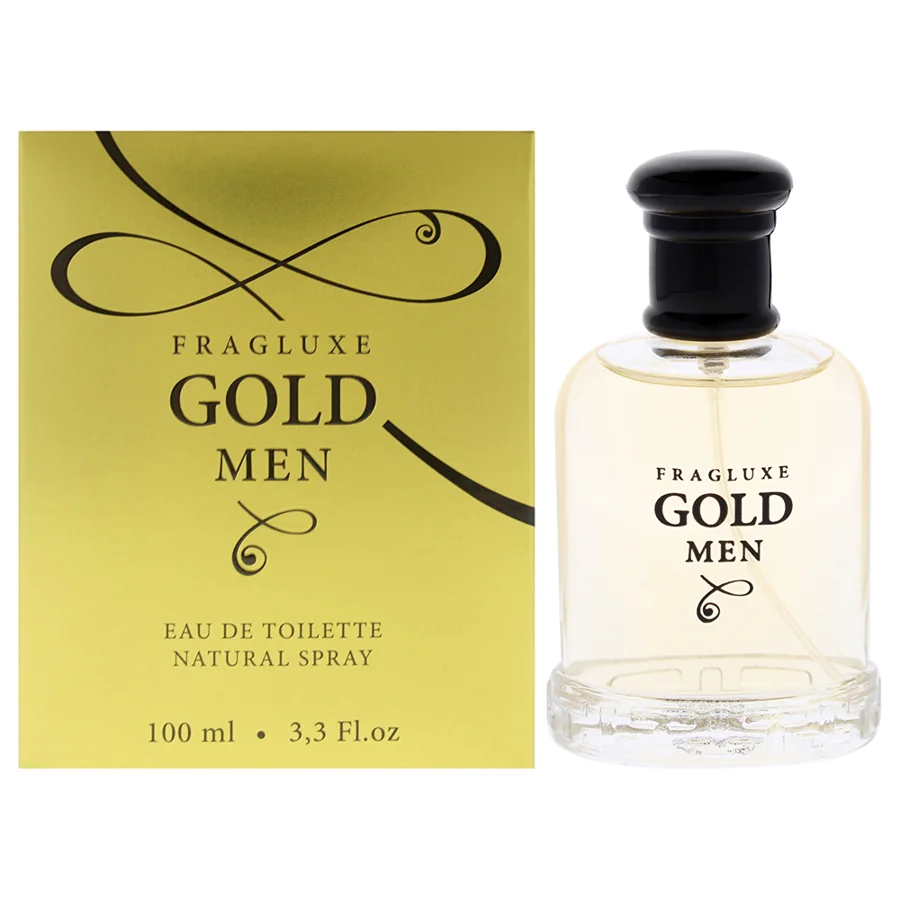 FRAGLUXE
GOLD
MEN
EAU DE TOILETTE
NATURAL SPRAY
100 ml • 3,3 Fl.oz
FRAGLUXE
GOLD
MEN